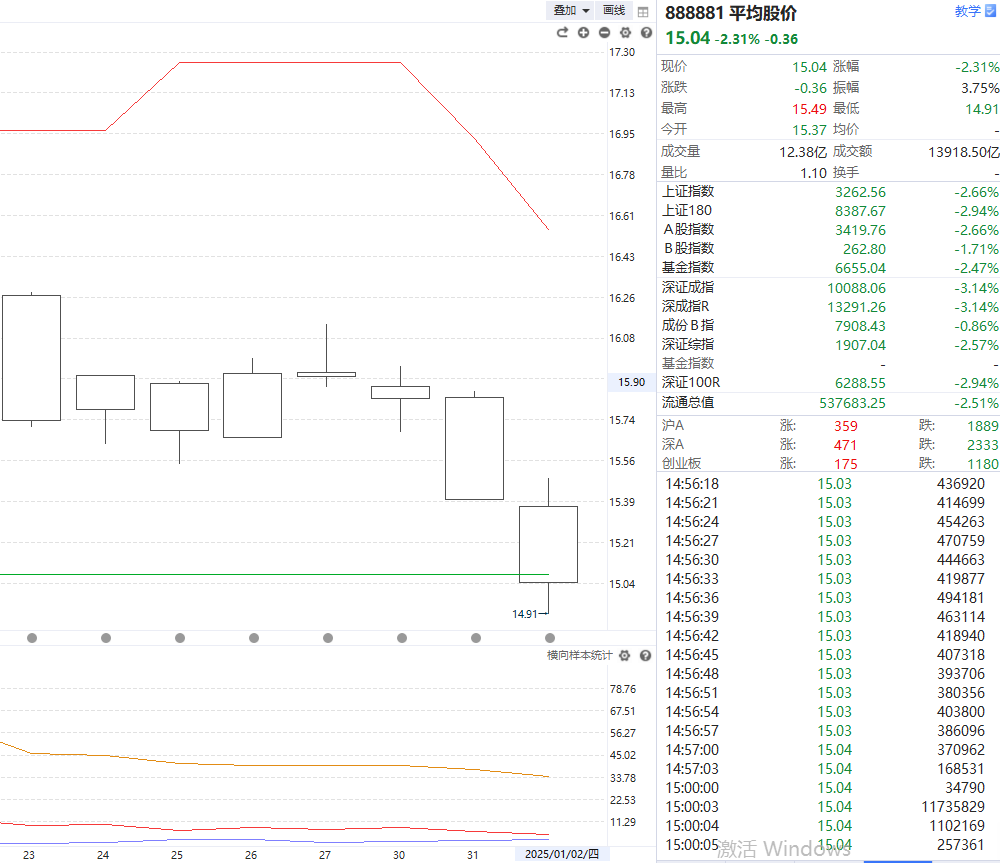 叠加 画线
17.30
17.13
16.95
16.78
16.61
16.43
16.26
16.08
15.90
15.74
15.56
15.39
15.21
15.04
14.91→
横向样本统计
78.76
67.51
56.27
45.02
33.78
22.53
11.29
23 24 25 26 27 30 31 2025/01/02/四
888881 平均股价 教学
15.04 -2.31% -0.36
现价 15.04 涨幅 -2.31%
涨跌 -0.36 振幅 3.75%
最高 15.49 最低 14.91
今开 15.37 均价 -
成交量 12.38亿 成交额 13918.50亿
量比 1.10 换手 -
上证指数 3262.56 -2.66%
上证180 8387.67 -2.94%
A股指数 3419.76 -2.66%
B股指数 262.80 -1.71%
基金指数 6655.04 -2.47%
深证成指 10088.06 -3.14%
深成指R 13291.26 -3.14%
成份B指 7908.43 -0.86%
深证综指 1907.04 -2.57%
基金指数 - -
深证100R 6288.55 -2.94%
流通总值 537683.25 -2.51%
沪A 涨: 359 跌: 1889
深A 涨: 471 跌: 2333
创业板 涨: 175 跌: 1180
14:56:18 15.03 436920
14:56:21 15.03 414699
14:56:24 15.03 454263
14:56:27 15.03 470759
14:56:30 15.03 444663
14:56:33 15.03 419877
14:56:36 15.03 494181
14:56:39 15.03 463114
14:56:42 15.03 418940
14:56:45 15.03 407318
14:56:48 15.03 393706
14:56:51 15.03 380356
14:56:54 15.03 403800
14:56:57 15.03 386096
14:57:00 15.04 370962
14:57:03 15.04 168531
15:00:00 15.04 34790
15:00:03 15.04 11735829
15:00:04 15.04 1102169
15:00:05 15.04 257361
激活 Windows